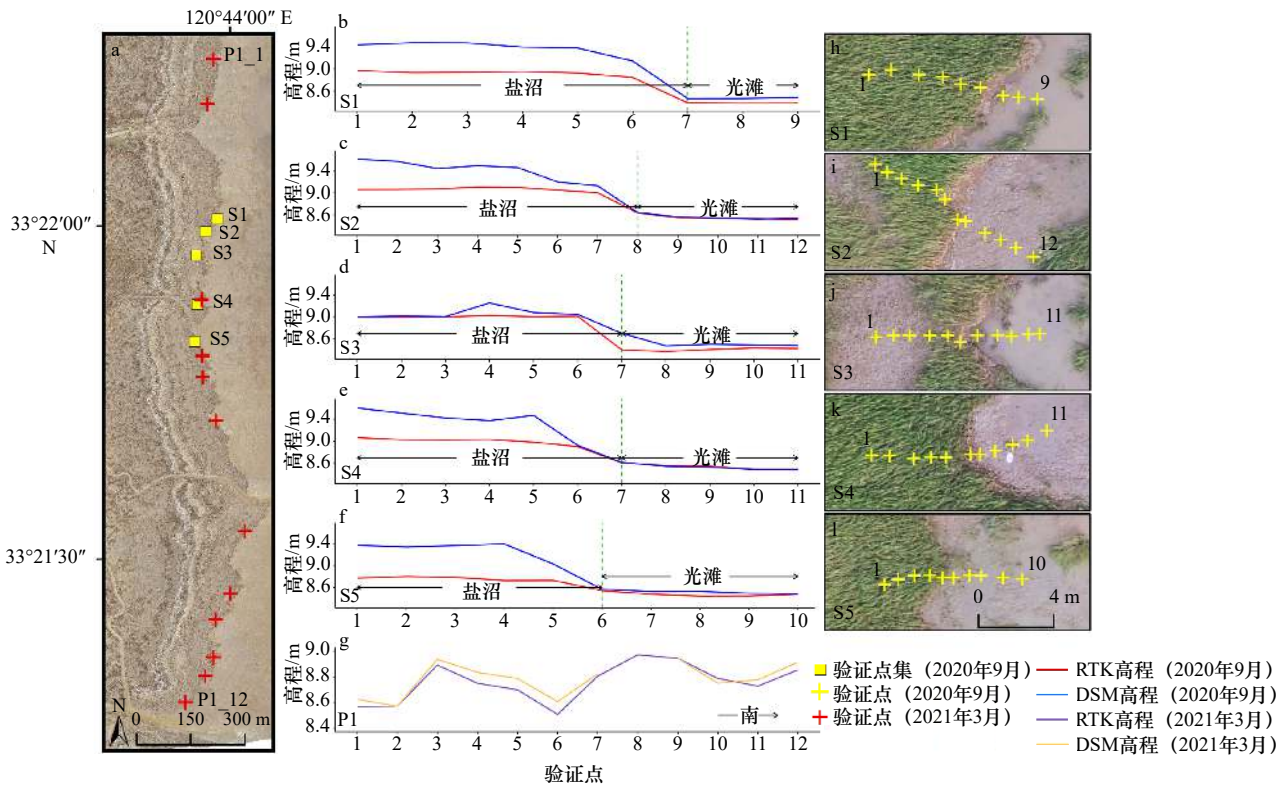 120°44′00″ E
a
P1_1
S1
S2
S3
S4
S5
33°22′00″
N
33°21′30″
P1_12
N
0 150 300 m
b
高程/m
9.4
9.0
8.6
S1
盐沼
光滩
1 2 3 4 5 6 7 8 9
c
高程/m
9.4
9.0
8.6
S2
盐沼
光滩
1 2 3 4 5 6 7 8 9 10 11 12
d
高程/m
9.4
9.0
8.6
S3
盐沼
光滩
1 2 3 4 5 6 7 8 9 10 11
e
高程/m
9.4
9.0
8.6
S4
盐沼
光滩
1 2 3 4 5 6 7 8 9 10 11
f
高程/m
9.4
9.0
8.6
S5
盐沼
光滩
1 2 3 4 5 6 7 8 9 10
g
高程/m
9.0
8.8
8.6
8.4
P1
南
1 2 3 4 5 6 7 8 9 10 11 12
验证点
h
1
9
S1
i
1
12
S2
j
1
11
S3
k
1
11
S4
l
1
10
0 4 m
S5
验证点集（2020年9月）
验证点（2020年9月）
验证点（2021年3月）
RTK高程（2020年9月）
DSM高程（2020年9月）
RTK高程（2021年3月）
DSM高程（2021年3月）